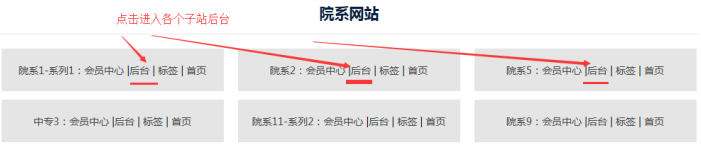 院系网站
点击进入各个子站后台
院系1-系列1：会员中心 |后台 | 标签 | 首页
院系2：会员中心 |后台 | 标签 | 首页
院系5：会员中心 |后台 | 标签 | 首页
中专3：会员中心 |后台 | 标签 | 首页
院系11-系列2：会员中心 |后台 | 标签 | 首页
院系9：会员中心 |后台 | 标签 | 首页